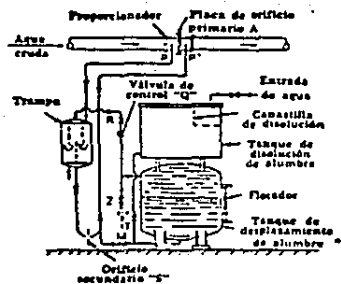 Proporcionador
Placa de orificio
primario A
Agua
cruda
P
P'
Entrada
de agua
Trampa
Válvula de
control "Q"
R
Canastilla
de disolución
Tanque de
disolución de
alumbre
Flotador
Z
Tanque de
desplazamiento
de alumbre
Orificio
secundario "S"